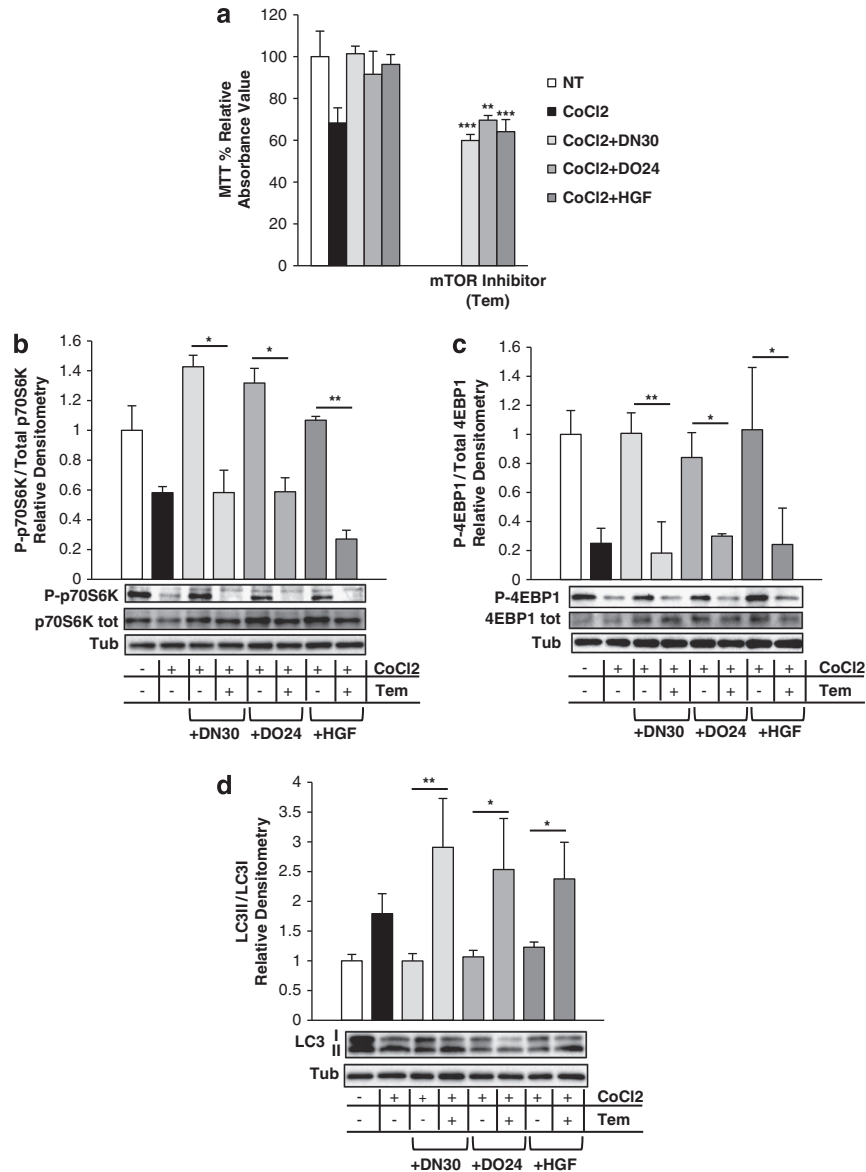 a
120
100
80
60
40
20
0
MTT % Relative
Absorbance Value
*** ** ***
mTOR Inhibitor
(Tem)
NT
CoCl2
CoCl2+DN30
CoCl2+DO24
CoCl2+HGF
b
1.6
1.4
1.2
1
0.8
0.6
0.4
0.2
0
P-p70S6K/Total p70S6K
Relative Densitometry
* * **
P-p70S6K
p70S6K tot
Tub
- + + + + + + + CoCl2
- - - + - + - + Tem
+DN30 +DO24 +HGF
c
1.6
1.4
1.2
1
0.8
0.6
0.4
0.2
0
P-4EBP1/Total 4EBP1
Relative Densitometry
** * *
P-4EBP1
4EBP1 tot
Tub
- + + + + + + + CoCl2
- - - + - + - + Tem
+DN30 +DO24 +HGF
d
4
3.5
3
2.5
2
1.5
1
0.5
0
LC3II/LC3I
Relative Densitometry
** * *
LC3 I
II
Tub
- + + + + + + + CoCl2
- - - + - + - + Tem
+DN30 +DO24 +HGF